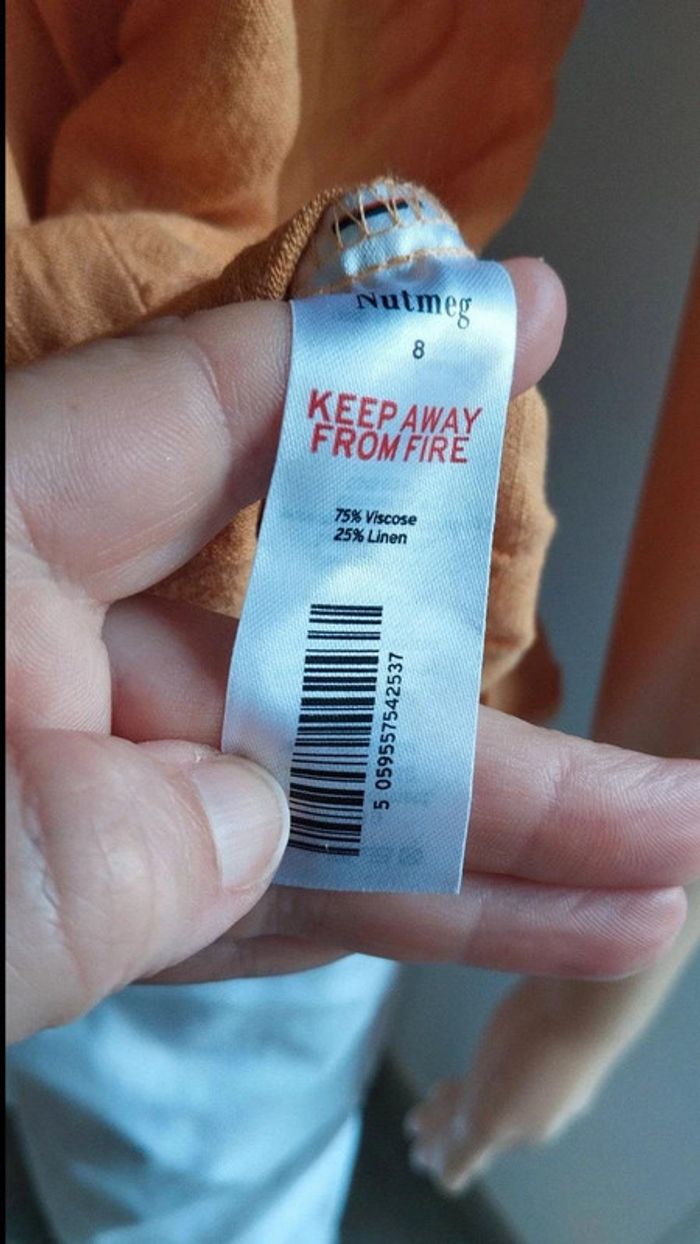 Nutmeg
8
KEEP AWAY
FROM FIRE
75% Viscose
25% Linen
5 059557542537